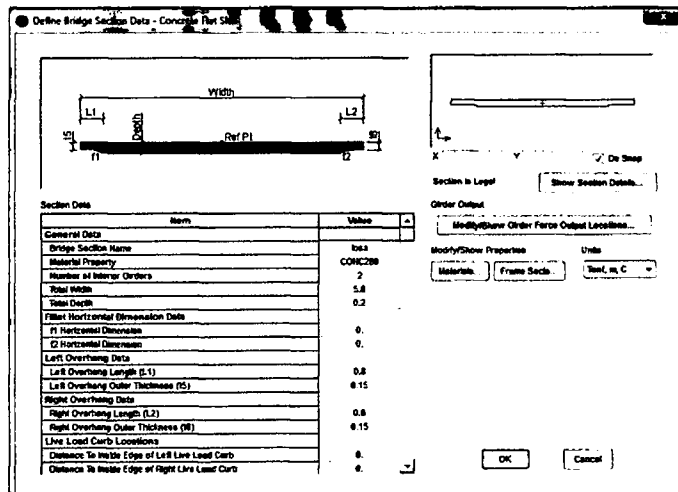 Define Bridge Section Data - Concrete Flat Slab
Width
L1
L2
Depth
Ref Pt
t5
f1
f2
X Y
Do Snap
Section is Legal
Show Section Details...
Girder Output
Modify/Show Girder Force Output Locations...
Modify/Show Properties
Units
Materials...
Frame Secs...
Tonf, m, C
Section Data
Item Value
General Data
Bridge Section Name losa
Material Property CONC280
Number of Interior Girders 2
Total Width 5.8
Total Depth 0.2
Fillet Horizontal Dimension Data
f1 Horizontal Dimension 0.
f2 Horizontal Dimension 0.
Left Overhang Data
Left Overhang Length (L1) 0.8
Left Overhang Outer Thickness (t5) 0.15
Right Overhang Data
Right Overhang Length (L2) 0.8
Right Overhang Outer Thickness (t6) 0.15
Live Load Curb Locations
Distance To Inside Edge of Left Live Load Curb 0.
Distance To Inside Edge of Right Live Load Curb 0.
OK
Cancel